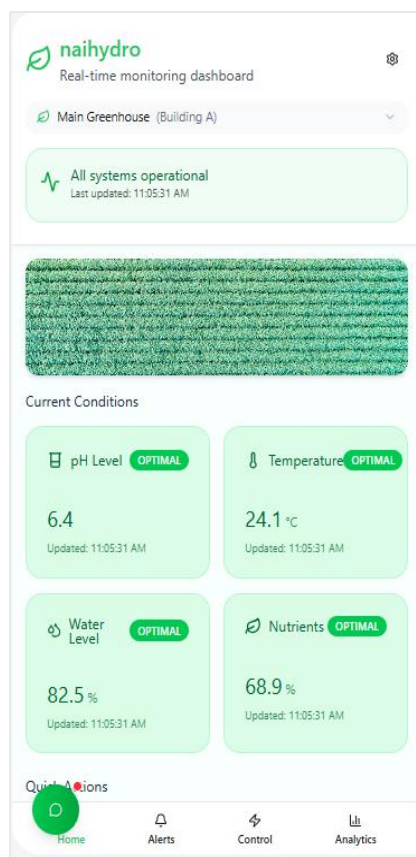 naihydro
Real-time monitoring dashboard
Main Greenhouse (Building A)
All systems operational
Last updated: 11:05:31 AM
Current Conditions
pH Level OPTIMAL
6.4
Updated: 11:05:31 AM
Temperature OPTIMAL
24.1 °C
Updated: 11:05:31 AM
Water
Level
OPTIMAL
82.5 %
Updated: 11:05:31 AM
Nutrients OPTIMAL
68.9 %
Updated: 11:05:31 AM
Home
Alerts
Control
Analytics